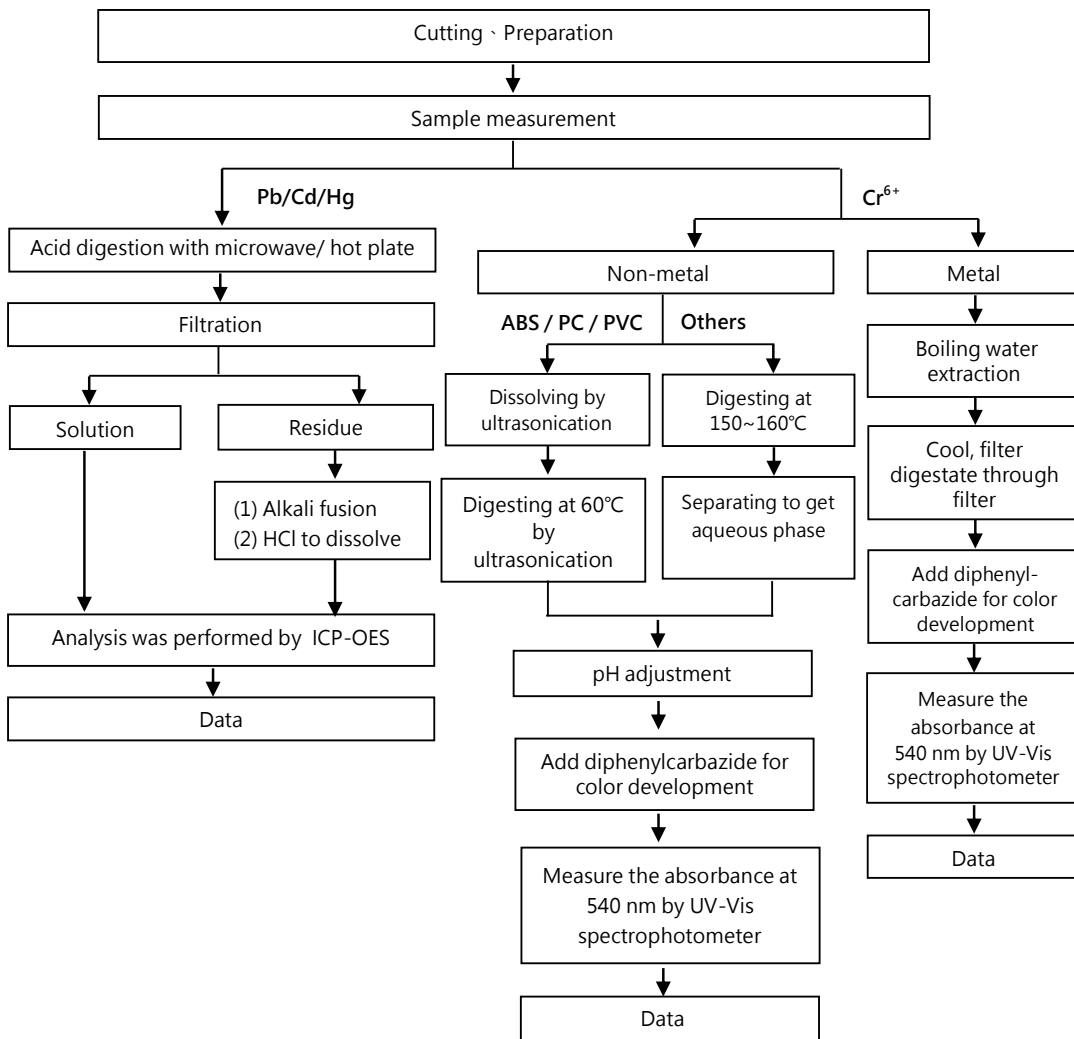 Cutting、Preparation
Sample measurement
Pb/Cd/Hg
Acid digestion with microwave/ hot plate
Filtration
Solution
Residue
(1) Alkali fusion
(2) HCl to dissolve
Analysis was performed by ICP-OES
Data
Cr⁶⁺
Non-metal
ABS / PC / PVC
Others
Dissolving by
ultrasonication
Digesting at 60℃
by
ultrasonication
Digesting at
150~160℃
Separating to get
aqueous phase
pH adjustment
Add diphenylcarbazide for
color development
Measure the absorbance at
540 nm by UV-Vis
spectrophotometer
Data
Metal
Boiling water
extraction
Cool, filter
digestate through
filter
Add diphenyl-
carbazide for color
development
Measure the
absorbance at
540 nm by UV-Vis
spectrophotometer
Data